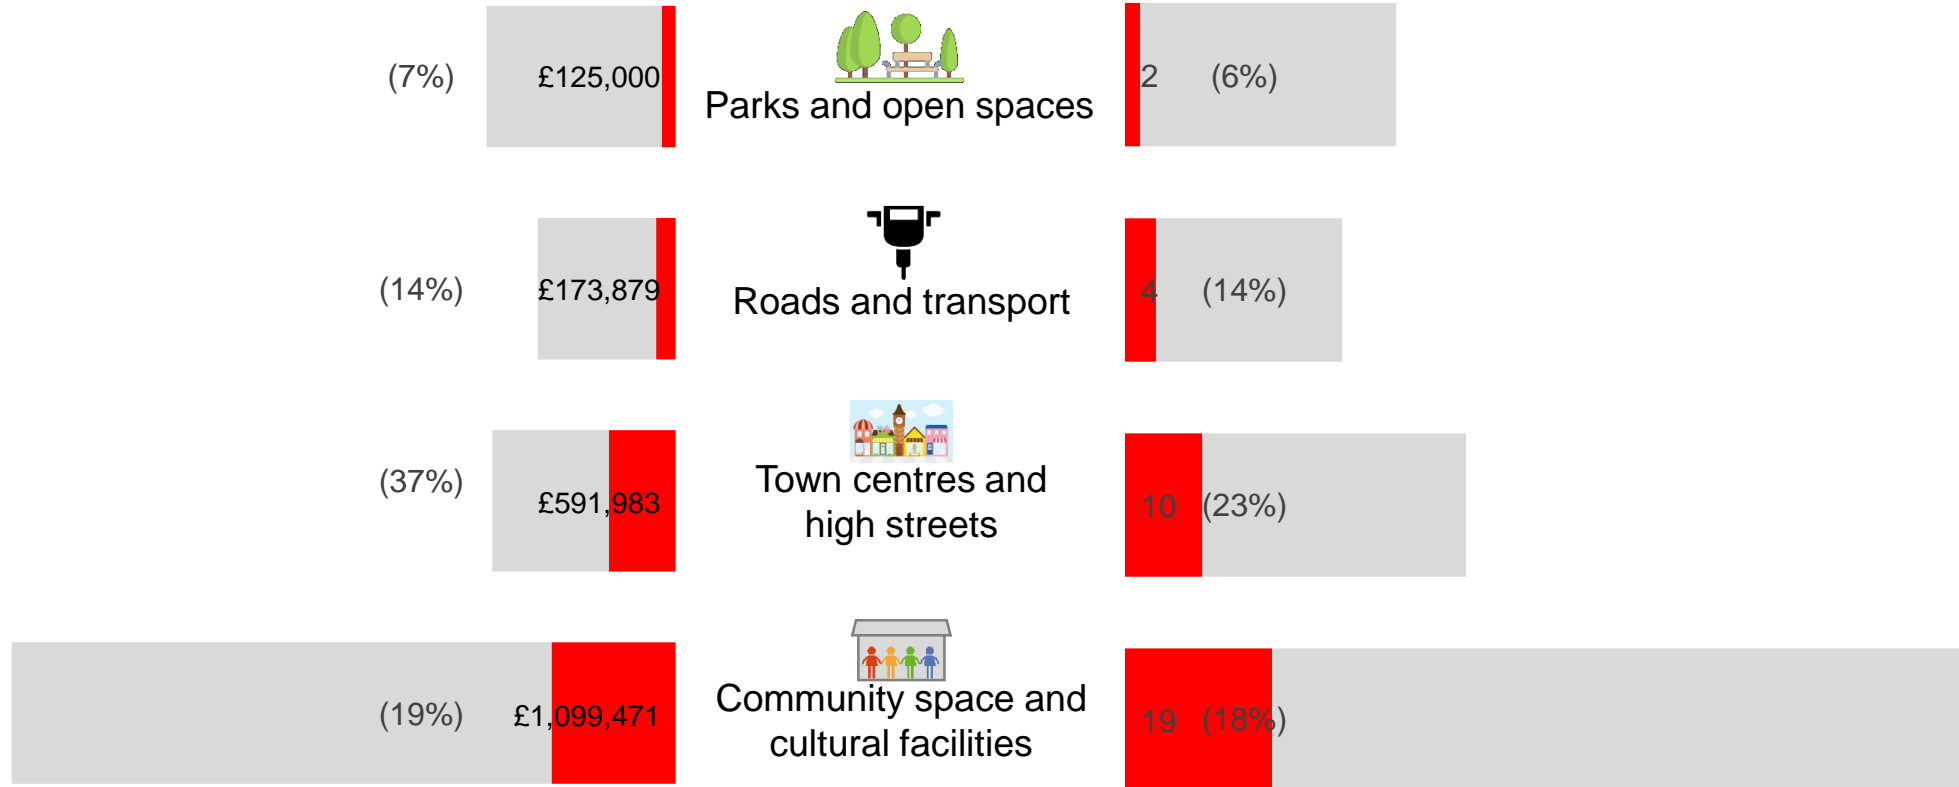 (7%) £125,000 Parks and open spaces 2 (6%)
(14%) £173,879 Roads and transport 4 (14%)
(37%) £591,983 Town centres and
high streets 10 (23%)
(19%) £1,099,471 Community space and
cultural facilities 19 (18%)